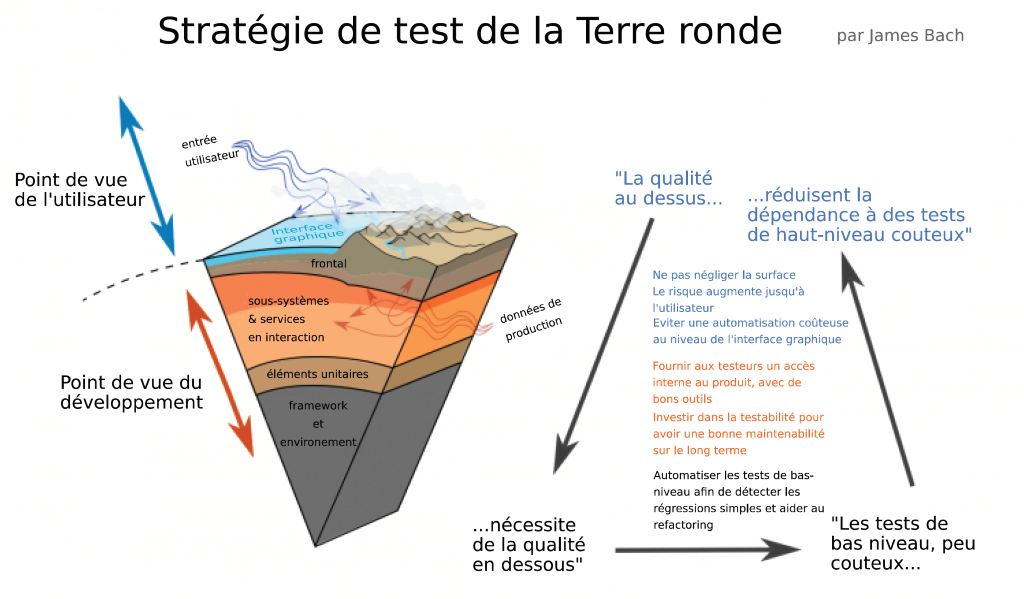 Stratégie de test de la Terre ronde
par James Bach
entrée
utilisateur
Point de vue
de l'utilisateur
Interface
graphique
frontal
sous-systèmes
& services
en interaction
données de
production
éléments unitaires
Point de vue du
développement
framework
et
environement
"La qualité
au dessus...
...réduisent la
dépendance à des tests
de haut-niveau couteux"
Ne pas négliger la surface
Le risque augmente jusqu'à
l'utilisateur
Eviter une automatisation coûteuse
au niveau de l'interface graphique
Fournir aux testeurs un accès
interne au produit, avec de
bons outils
Investir dans la testabilité pour
avoir une bonne maintenabilité
sur le long terme
Automatiser les tests de bas-
niveau afin de détecter les
régressions simples et aider au
refactoring
...nécessite
de la qualité
en dessous"
"Les tests de
bas niveau, peu
couteux...